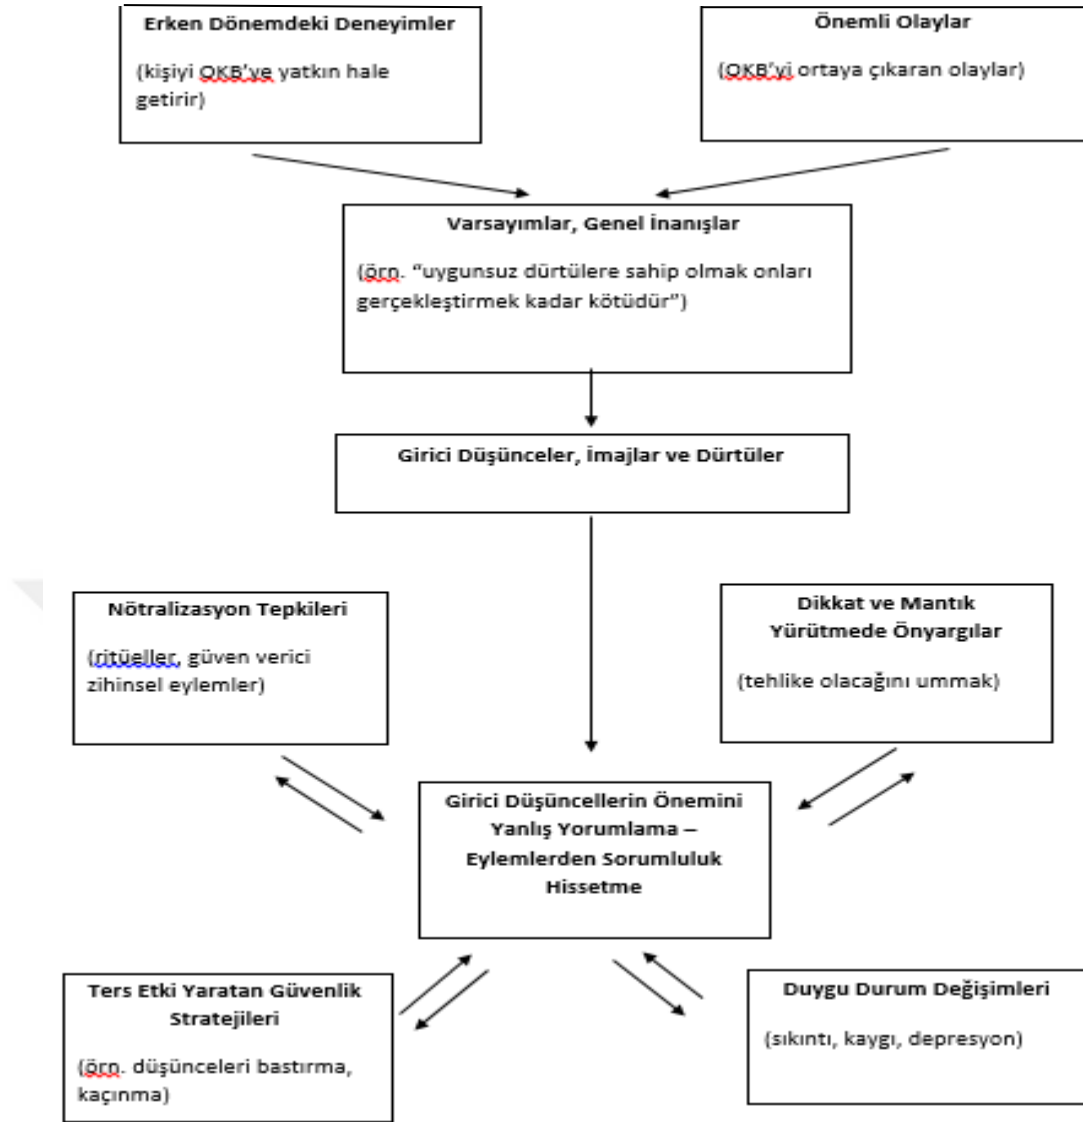 Erken Dönemdeki Deneyimler
(kişiyi OKB'ye yatkın hale
getirir)
Önemli Olaylar
(OKB'yi ortaya çıkaran olaylar)
Varsayımlar, Genel İnanışlar
(örn. "uygunsuz dürtülere sahip olmak onları
gerçekleştirmek kadar kötüdür")
Girici Düşünceler, İmajlar ve Dürtüler
Nötralizasyon Tepkileri
(ritüeller, güven verici
zihinsel eylemler)
Dikkat ve Mantık
Yürütmede Önyargılar
(tehlike olacağını ummak)
Girici Düşüncellerin Önemini
Yanlış Yorumlama –
Eylemlerden Sorumluluk
Hissetme
Ters Etki Yaratan Güvenlik
Stratejileri
(örn. düşünceleri bastırma,
kaçınma)
Duygu Durum Değişimleri
(sıkıntı, kaygı, depresyon)